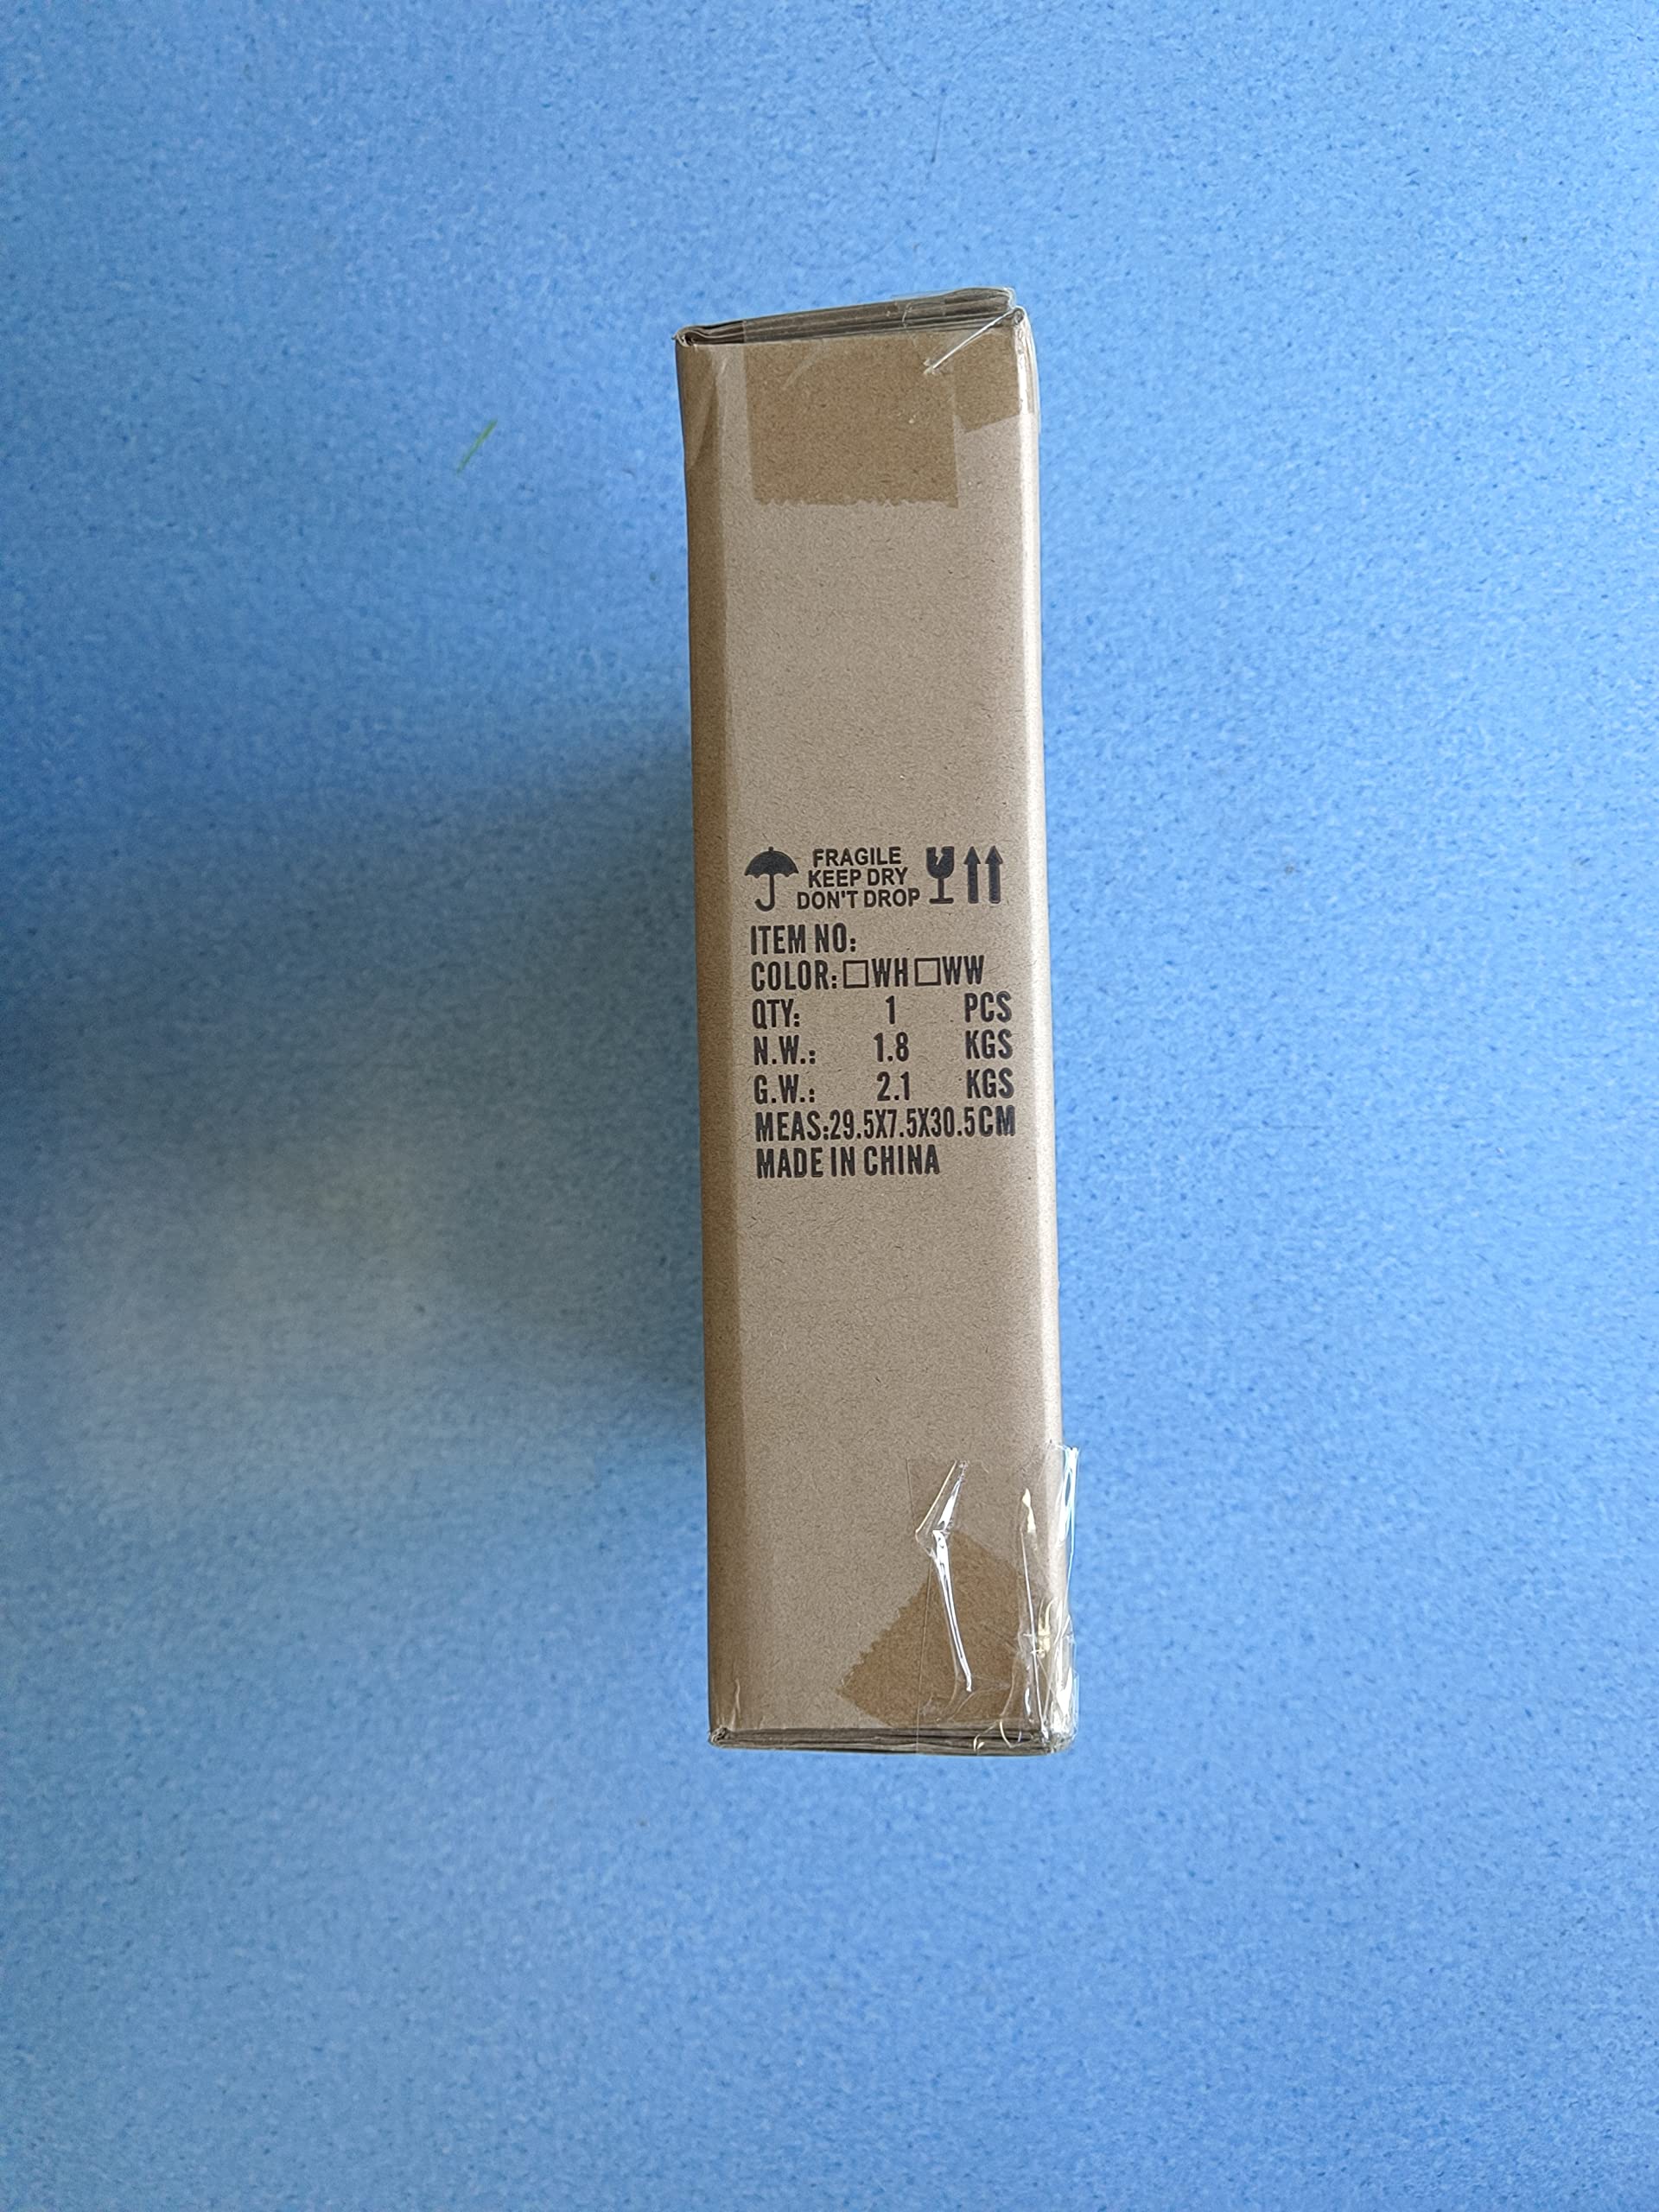 FRAGILE
KEEP DRY
DON'T DROP
ITEM NO:
COLOR: □WH □WW
QTY: 1 PCS
N.W.: 1.8 KGS
G.W.: 2.1 KGS
MEAS:29.5X7.5X30.5CM
MADE IN CHINA